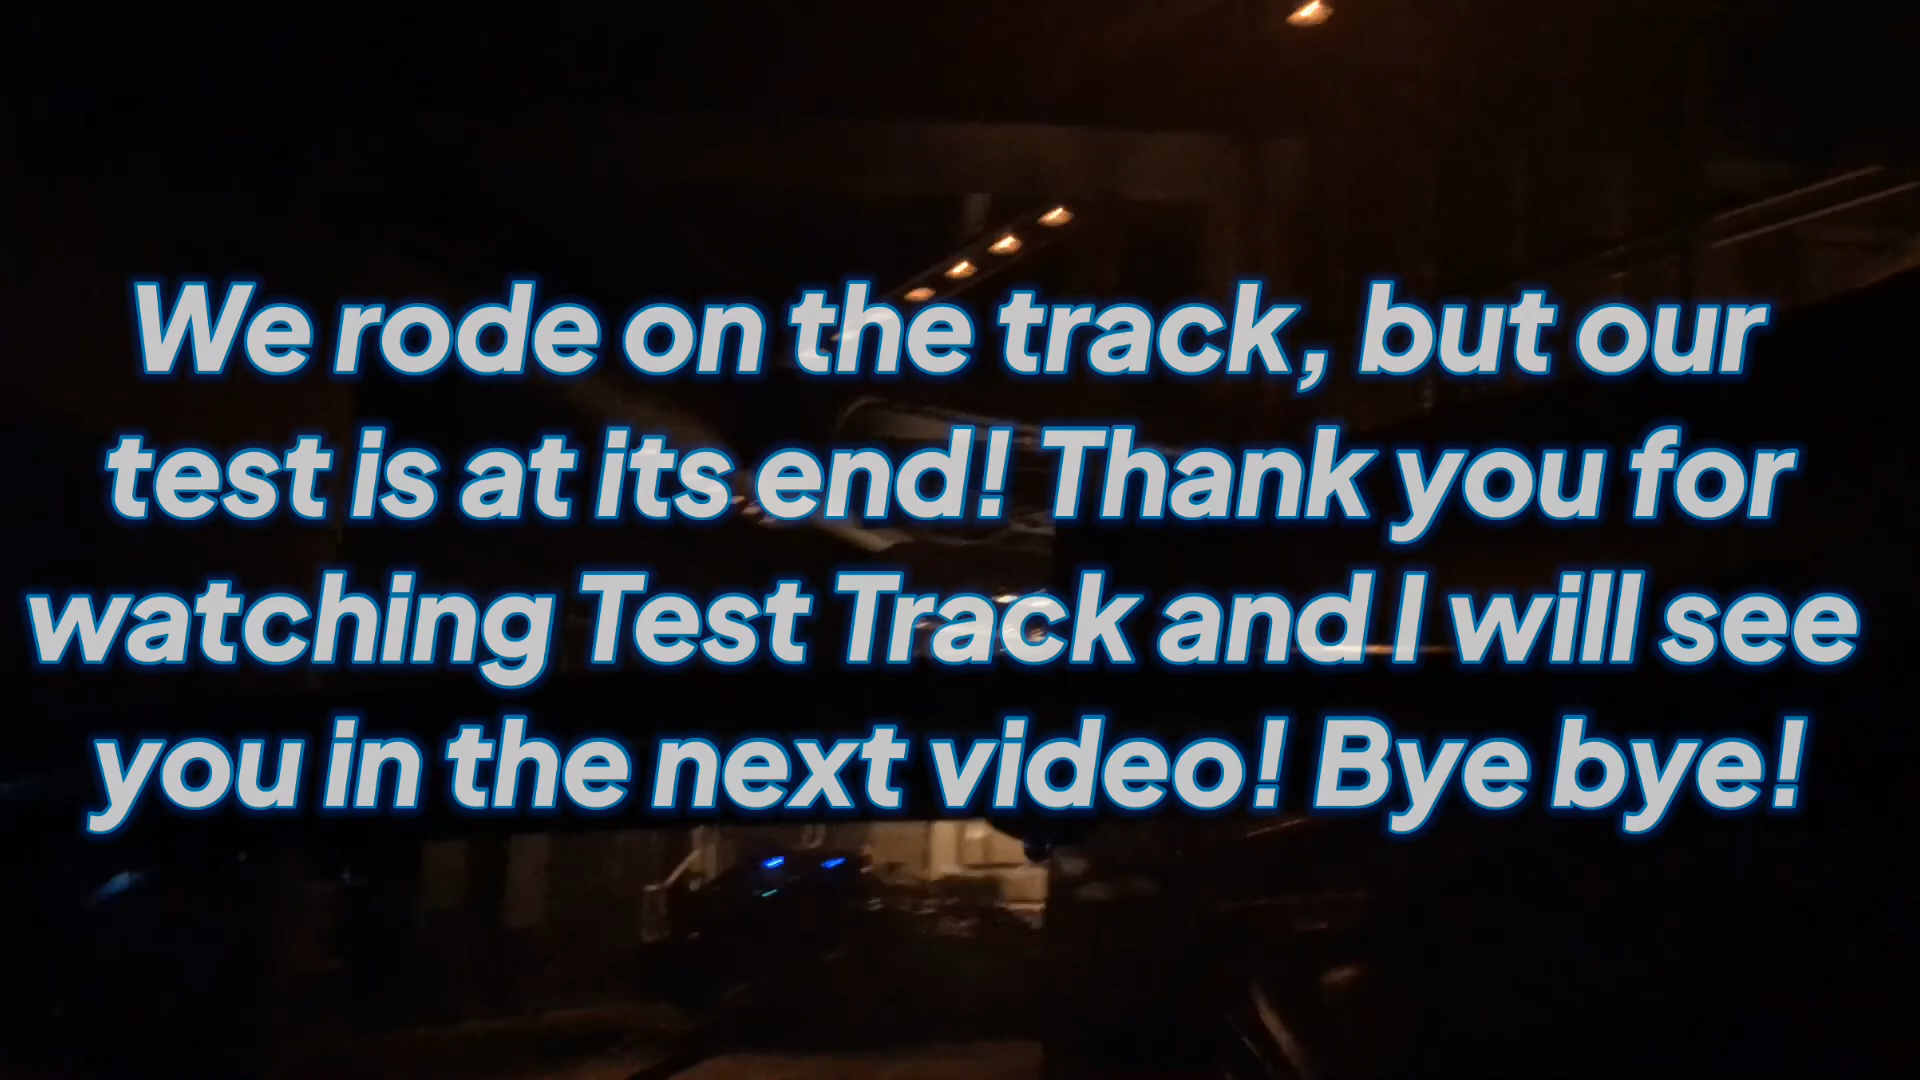 We rode on the track, but our
test is at its end! Thank you for
watching Test Track and I will see
you in the next video! Bye bye!